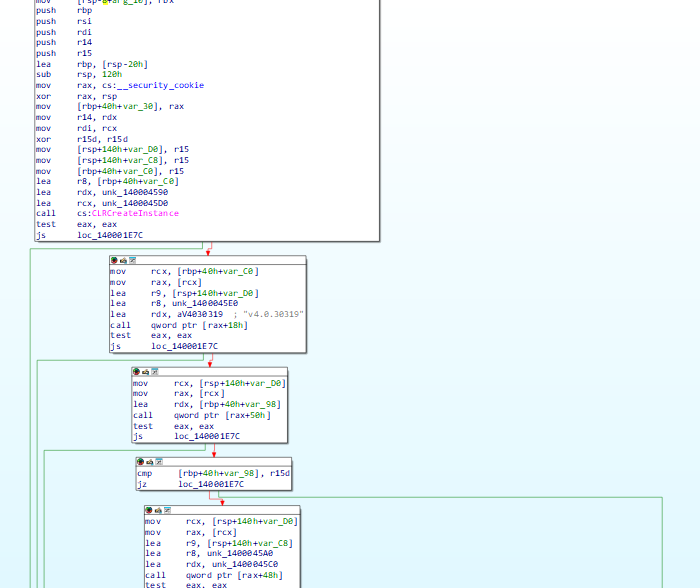 mov [rsp-8+arg_10], rbx
push rbp
push rsi
push rdi
push r14
push r15
lea rbp, [rsp-20h]
sub rsp, 120h
mov rax, cs:__security_cookie
xor rax, rsp
mov [rbp+40h+var_30], rax
mov r14, rdx
mov rdi, rcx
xor r15d, r15d
mov [rsp+140h+var_D0], r15
mov [rsp+140h+var_C8], r15
mov [rbp+40h+var_C0], r15
lea r8, [rbp+40h+var_C0]
lea rdx, unk_140004590
lea rcx, unk_1400045D0
call cs:CLRCreateInstance
test eax, eax
js loc_140001E7C
mov rcx, [rbp+40h+var_C0]
mov rax, [rcx]
lea r9, [rsp+140h+var_D0]
lea r8, unk_1400045E0
lea rdx, aV4030319 ; "v4.0.30319"
call qword ptr [rax+18h]
test eax, eax
js loc_140001E7C
mov rcx, [rsp+140h+var_D0]
mov rax, [rcx]
lea rdx, [rbp+40h+var_98]
call qword ptr [rax+50h]
test eax, eax
js loc_140001E7C
cmp [rbp+40h+var_98], r15d
jz loc_140001E7C
mov rcx, [rsp+140h+var_D0]
mov rax, [rcx]
lea r9, [rsp+140h+var_C8]
lea r8, unk_1400045A0
lea rdx, unk_1400045C0
call qword ptr [rax+48h]
test eax, eax